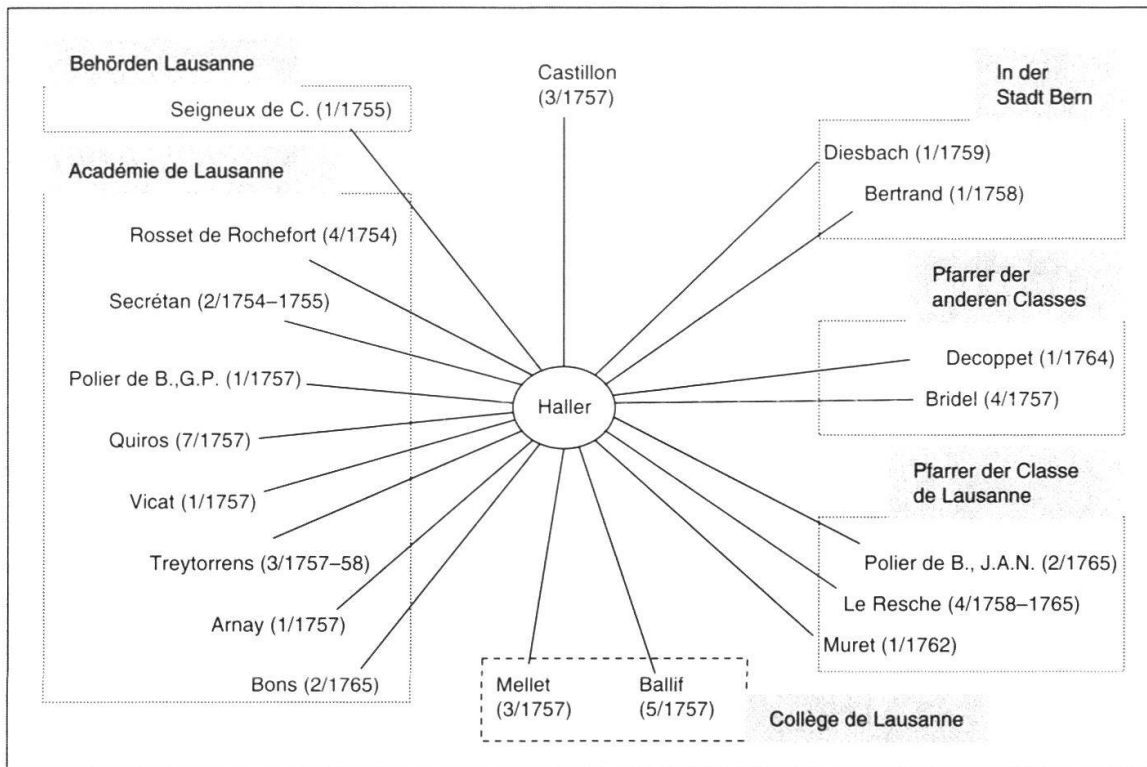 Behörden Lausanne
Seigneux de C. (1/1755)
Académie de Lausanne
Rosset de Rochefort (4/1754)
Secrétan (2/1754–1755)
Polier de B.,G.P. (1/1757)
Quiros (7/1757)
Vicat (1/1757)
Treytorrens (3/1757–58)
Arnay (1/1757)
Bons (2/1765)
Castillon
(3/1757)
Haller
Mellet
(3/1757)
Ballif
(5/1757)
Collège de Lausanne
In der
Stadt Bern
Diesbach (1/1759)
Bertrand (1/1758)
Pfarrer der
anderen Classes
Decoppet (1/1764)
Bridel (4/1757)
Pfarrer der Classe
de Lausanne
Polier de B., J.A.N. (2/1765)
Le Resche (4/1758–1765)
Muret (1/1762)